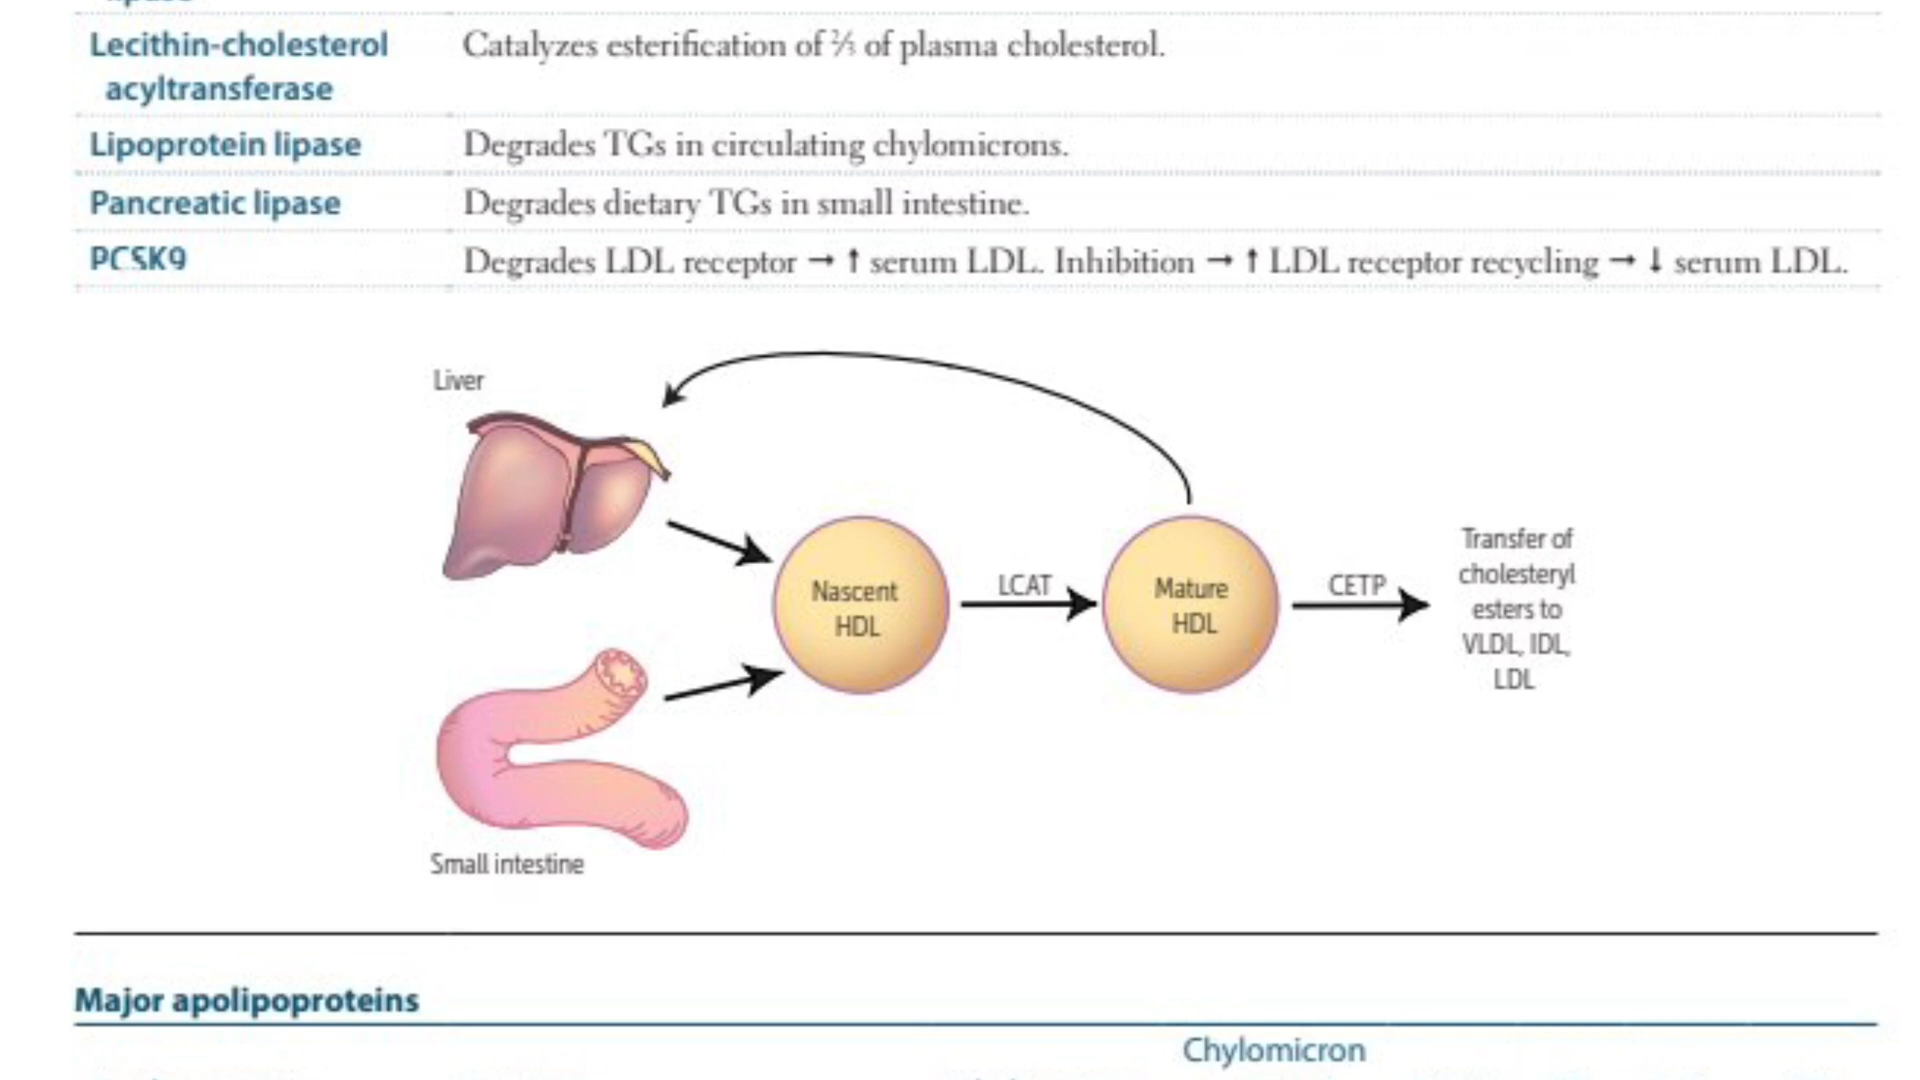 lipase
Lecithin-cholesterol Catalyzes esterification of ⅔ of plasma cholesterol.
acyltransferase
Lipoprotein lipase Degrades TGs in circulating chylomicrons.
Pancreatic lipase Degrades dietary TGs in small intestine.
PCSK9 Degrades LDL receptor → ↑ serum LDL. Inhibition → ↑ LDL receptor recycling → ↓ serum LDL.
Liver
Nascent
HDL
LCAT
Mature
HDL
CETP
Transfer of
cholesteryl
esters to
VLDL, IDL,
LDL
Small intestine
Major apolipoproteins
Chylomicron